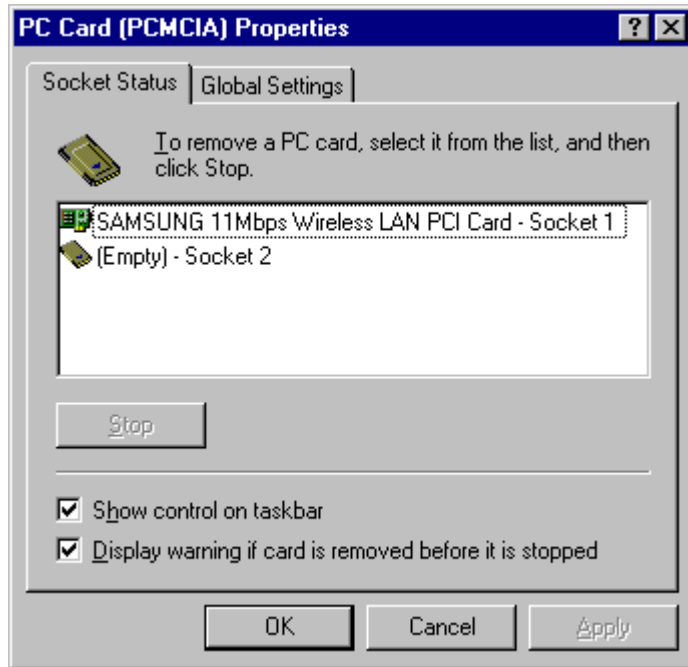 PC Card (PCMCIA) Properties
Socket Status
Global Settings
To remove a PC card, select it from the list, and then
click Stop.
SAMSUNG 11Mbps Wireless LAN PCI Card - Socket 1
(Empty) - Socket 2
Stop
Show control on taskbar
Display warning if card is removed before it is stopped
OK
Cancel
Apply